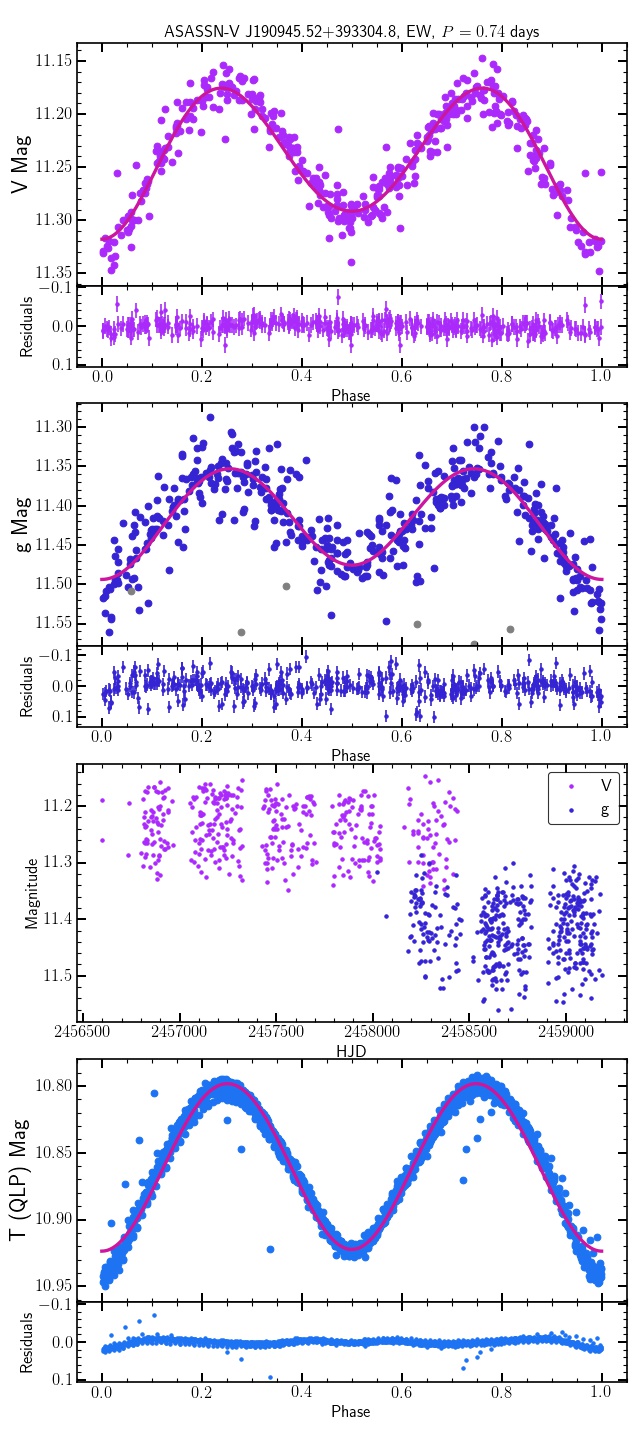 ASASSN-V J190945.52+393304.8, EW, P = 0.74 days
11.15
11.20
11.25
11.30
11.35
V Mag
−0.1
0.0
0.1
Residuals
0.0 0.2 0.4 0.6 0.8 1.0
Phase
11.30
11.35
11.40
11.45
11.50
11.55
g Mag
−0.1
0.0
0.1
Residuals
0.0 0.2 0.4 0.6 0.8 1.0
Phase
11.2
11.3
11.4
11.5
Magnitude
V
g
2456500 2457000 2457500 2458000 2458500 2459000
HJD
10.80
10.85
10.90
10.95
T (QLP) Mag
−0.1
0.0
0.1
Residuals
0.0 0.2 0.4 0.6 0.8 1.0
Phase